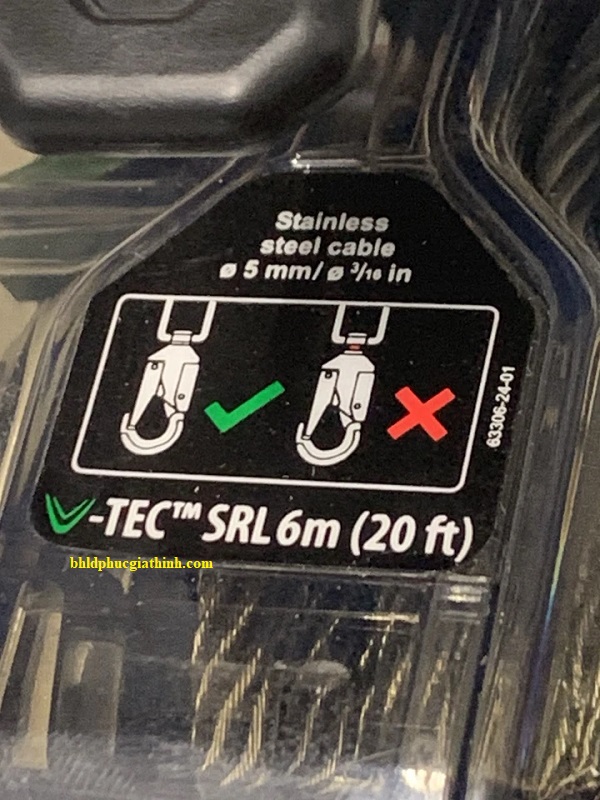 Stainless
steel cable
ø 5 mm/ ø 3/16 in
63306-24-01
V-TEC™ SRL 6m (20 ft)
bhldphucgiathinh.com